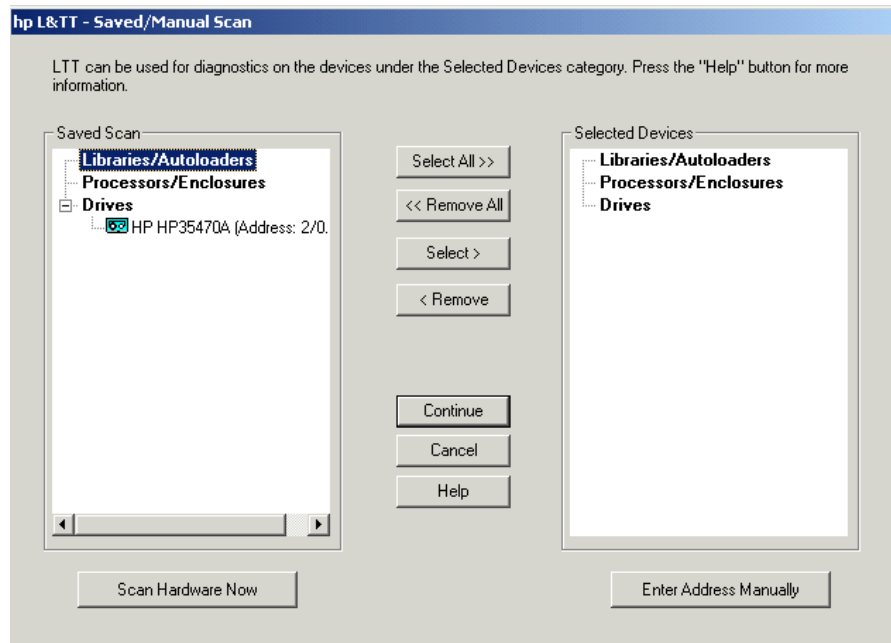 hp L&TT - Saved/Manual Scan
LTT can be used for diagnostics on the devices under the Selected Devices category. Press the "Help" button for more
information.
Saved Scan
Libraries/Autoloaders
Processors/Enclosures
Drives
HP HP35470A (Address: 2/0.
Select All >>
<< Remove All
Select >
< Remove
Continue
Cancel
Help
Selected Devices
Libraries/Autoloaders
Processors/Enclosures
Drives
Scan Hardware Now
Enter Address Manually